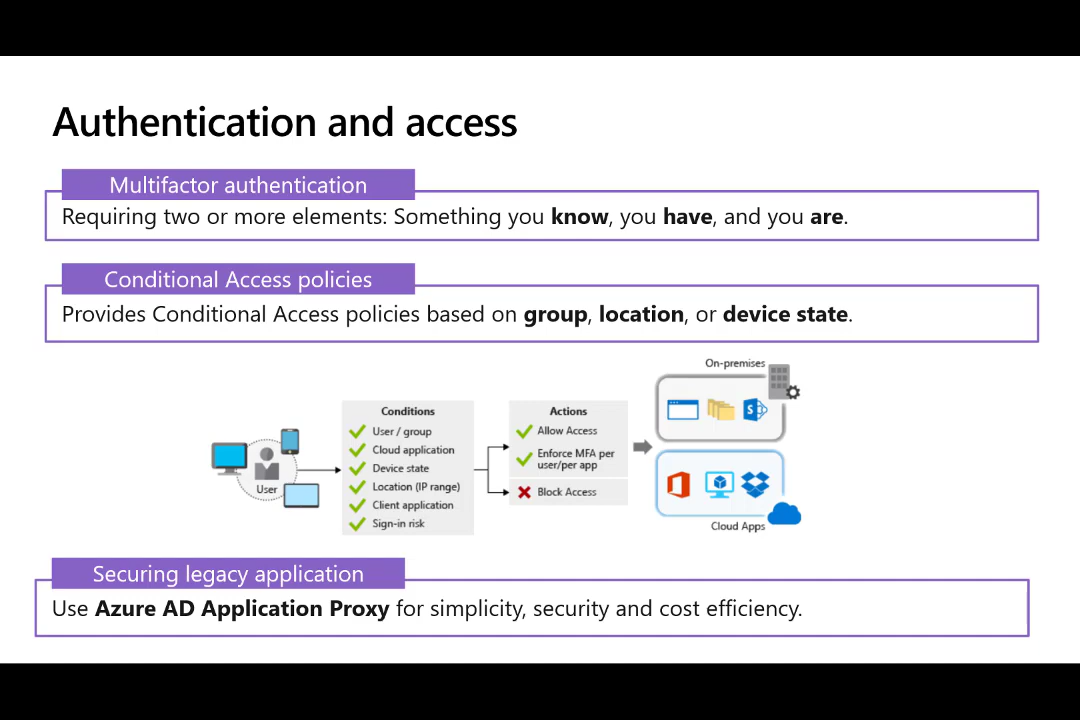 Authentication and access
Multifactor authentication
Requiring two or more elements: Something you know, you have, and you are.
Conditional Access policies
Provides Conditional Access policies based on group, location, or device state.
User
Conditions
User / group
Cloud application
Device state
Location (IP range)
Client application
Sign-in risk
Actions
Allow Access
Enforce MFA per
user/per app
Block Access
On-premises
Cloud Apps
Securing legacy application
Use Azure AD Application Proxy for simplicity, security and cost efficiency.